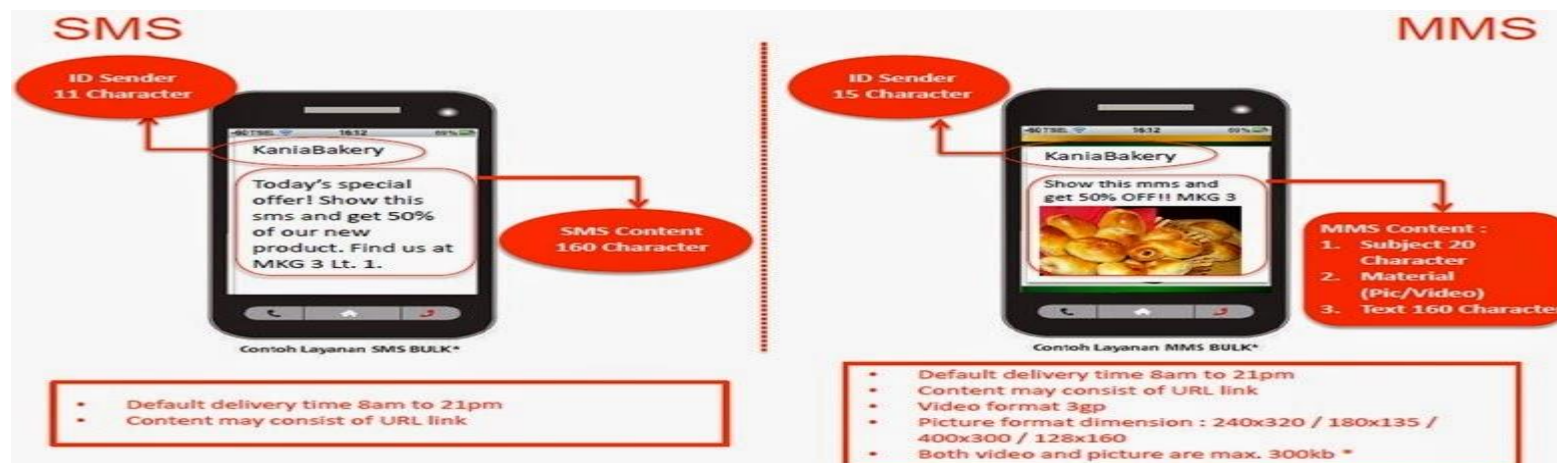 SMS
MMS
ID Sender
11 Character
16:12
KaniaBakery
Today's special
offer! Show this
sms and get 50%
of our new
product. Find us at
MKG 3 Lt. 1.
SMS Content
160 Character
Contoh Layanan SMS BULK*
• Default delivery time 8am to 21pm
• Content may consist of URL link
ID Sender
15 Character
16:12
KaniaBakery
Show this mms and
get 50% OFF!! MKG 3
MMS Content :
1. Subject 20
Character
2. Material
(Pic/Video)
3. Text 160 Character
Contoh Layanan MMS BULK*
• Default delivery time 8am to 21pm
• Content may consist of URL link
• Video format 3gp
• Picture format dimension : 240x320 / 180x135 /
400x300 / 128x160
• Both video and picture are max. 300kb *